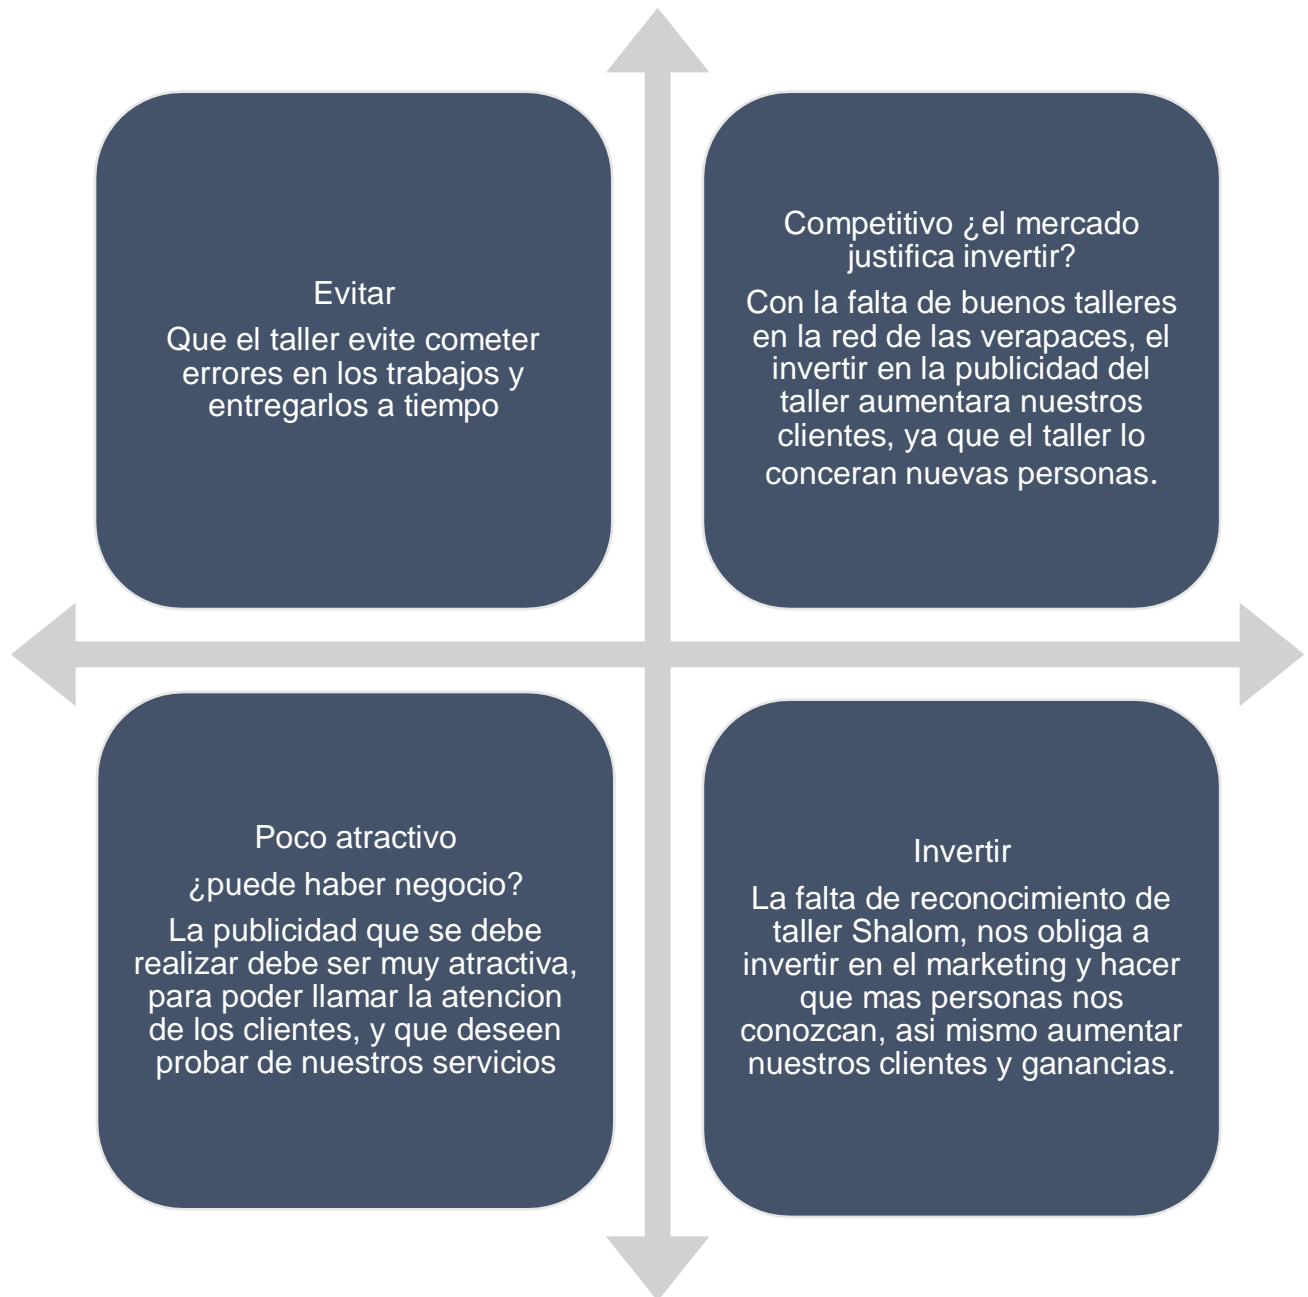 Evitar
Que el taller evite cometer
errores en los trabajos y
entregarlos a tiempo
Competitivo ¿el mercado
justifica invertir?
Con la falta de buenos talleres
en la red de las verapaces, el
invertir en la publicidad del
taller aumentara nuestros
clientes, ya que el taller lo
conceran nuevas personas.
Poco atractivo
¿puede haber negocio?
La publicidad que se debe
realizar debe ser muy atractiva,
para poder llamar la atencion
de los clientes, y que deseen
probar de nuestros servicios
Invertir
La falta de reconocimiento de
taller Shalom, nos obliga a
invertir en el marketing y hacer
que mas personas nos
conozcan, asi mismo aumentar
nuestros clientes y ganancias.